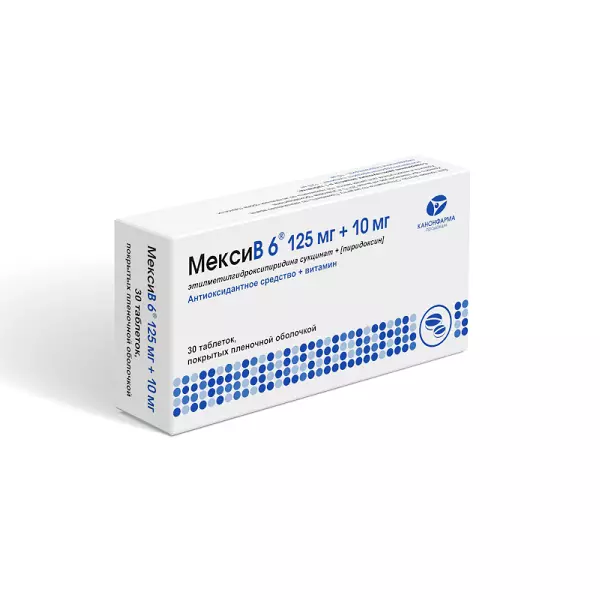 МексиВ 6® 125 мг + 10 мг
этилметилгидроксипиридина сукцинат + [пиридоксин]
Антиоксидантное средство + витамин
30 таблеток,
покрытых пленочной оболочкой
КАНОНФАРМА
МексиВ 6® 125 мг + 10 мг
30 таблеток,
покрытых пленочной оболочкой